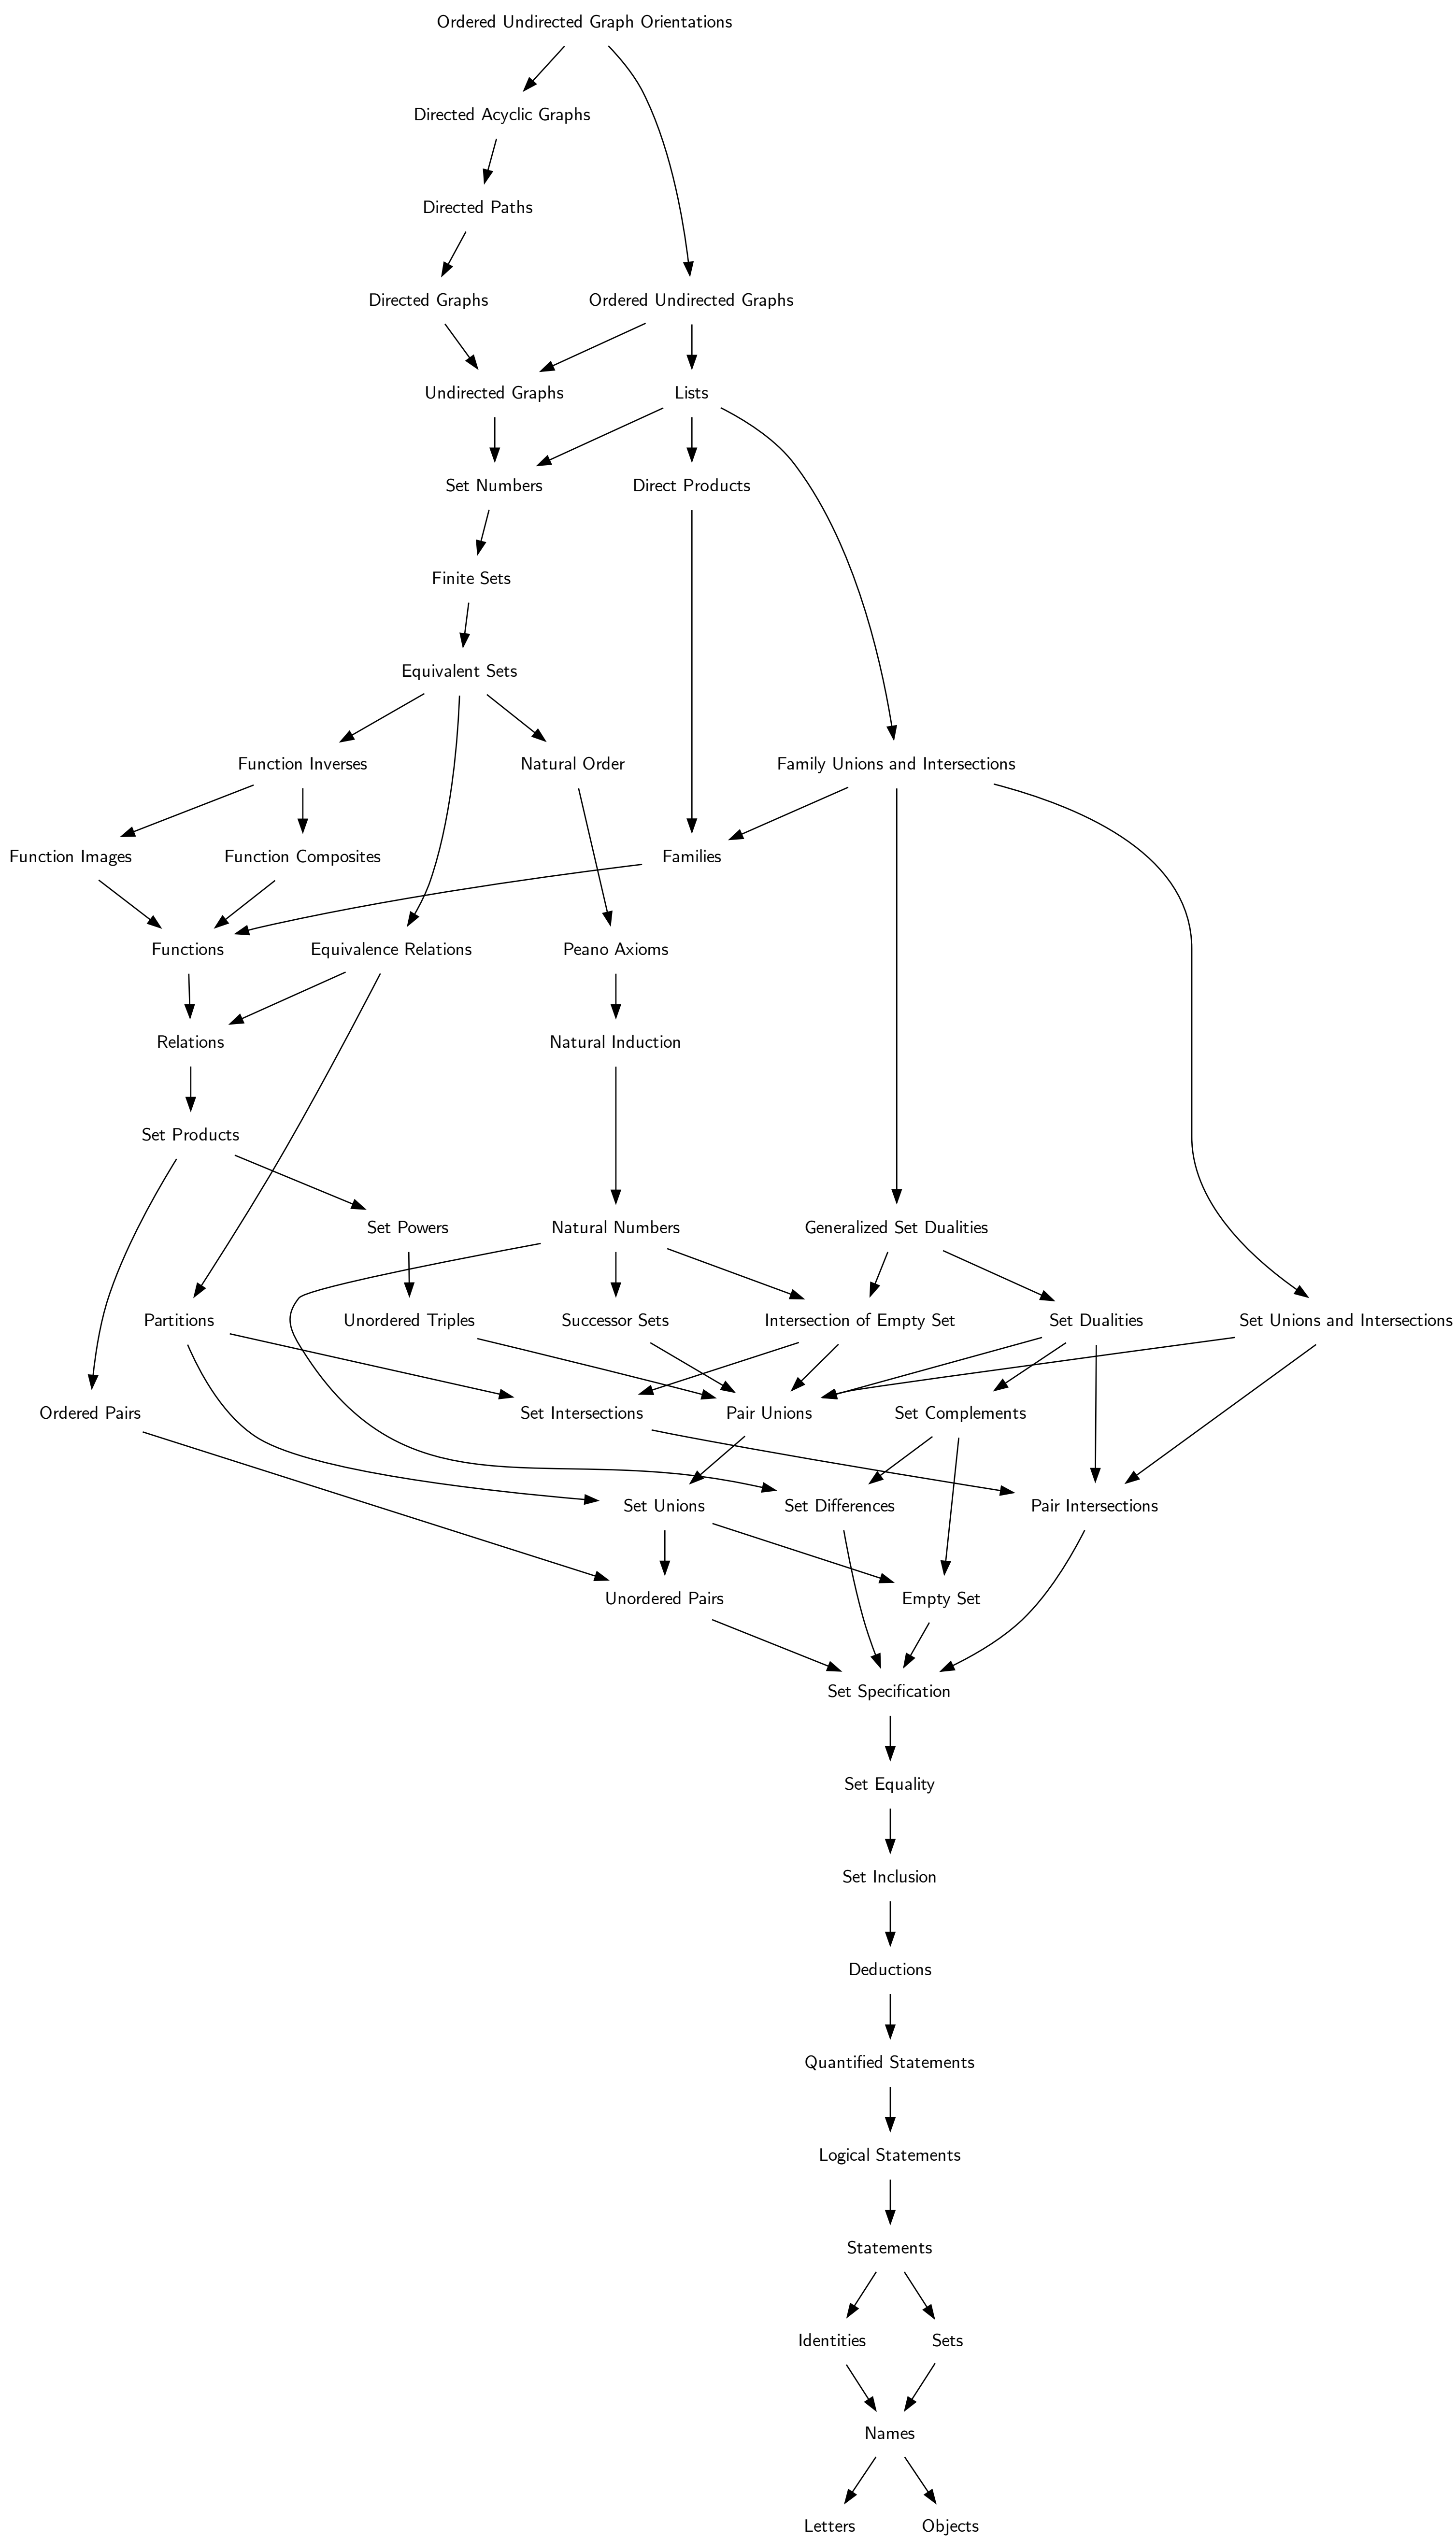 Ordered Undirected Graph Orientations
Directed Acyclic Graphs
Directed Paths
Directed Graphs
Ordered Undirected Graphs
Undirected Graphs
Lists
Set Numbers
Direct Products
Finite Sets
Equivalent Sets
Function Inverses
Natural Order
Family Unions and Intersections
Function Images
Function Composites
Families
Functions
Equivalence Relations
Peano Axioms
Relations
Natural Induction
Set Products
Set Powers
Natural Numbers
Generalized Set Dualities
Partitions
Unordered Triples
Successor Sets
Intersection of Empty Set
Set Dualities
Set Unions and Intersections
Ordered Pairs
Set Intersections
Pair Unions
Set Complements
Set Unions
Set Differences
Pair Intersections
Unordered Pairs
Empty Set
Set Specification
Set Equality
Set Inclusion
Deductions
Quantified Statements
Logical Statements
Statements
Identities
Sets
Names
Letters
Objects